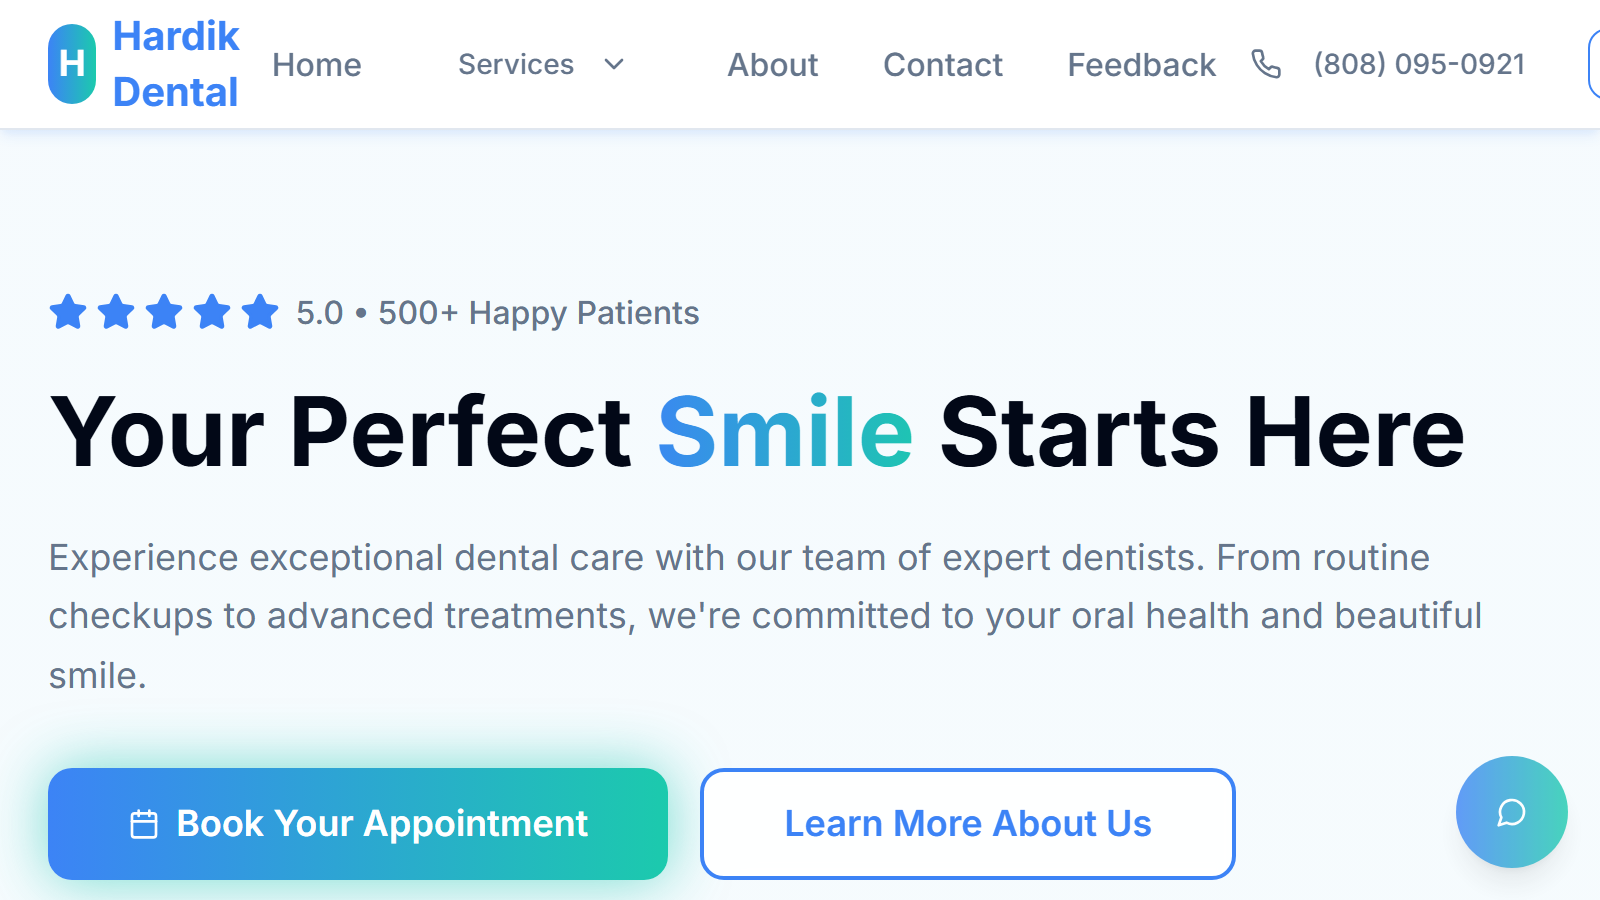 H
Hardik
Dental
Home
Services
About
Contact
Feedback
(808) 095-0921
5.0 • 500+ Happy Patients
Your Perfect Smile Starts Here
Experience exceptional dental care with our team of expert dentists. From routine
checkups to advanced treatments, we're committed to your oral health and beautiful
smile.
Book Your Appointment
Learn More About Us